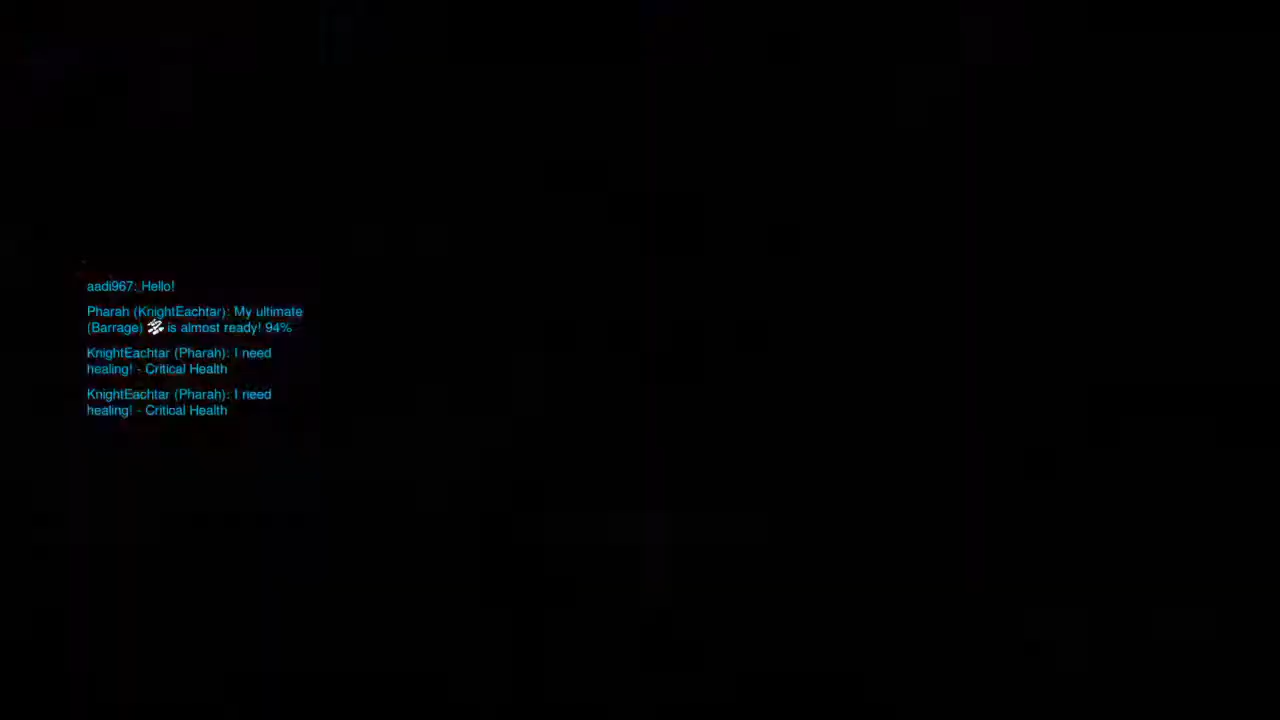 aadi967: Hello!
Pharah (KnightEachtar): My ultimate
(Barrage) is almost ready! 94%
KnightEachtar (Pharah): I need
healing! - Critical Health
KnightEachtar (Pharah): I need
healing! - Critical Health